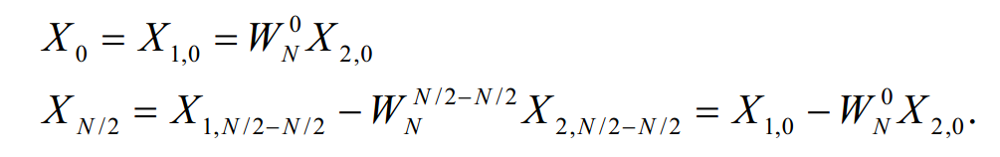 X_0 = X_{1,0} = W_N^0 X_{2,0}
X_{N/2} = X_{1,N/2−N/2} − W_N^{N/2−N/2} X_{2,N/2−N/2} = X_{1,0} − W_N^0 X_{2,0}.